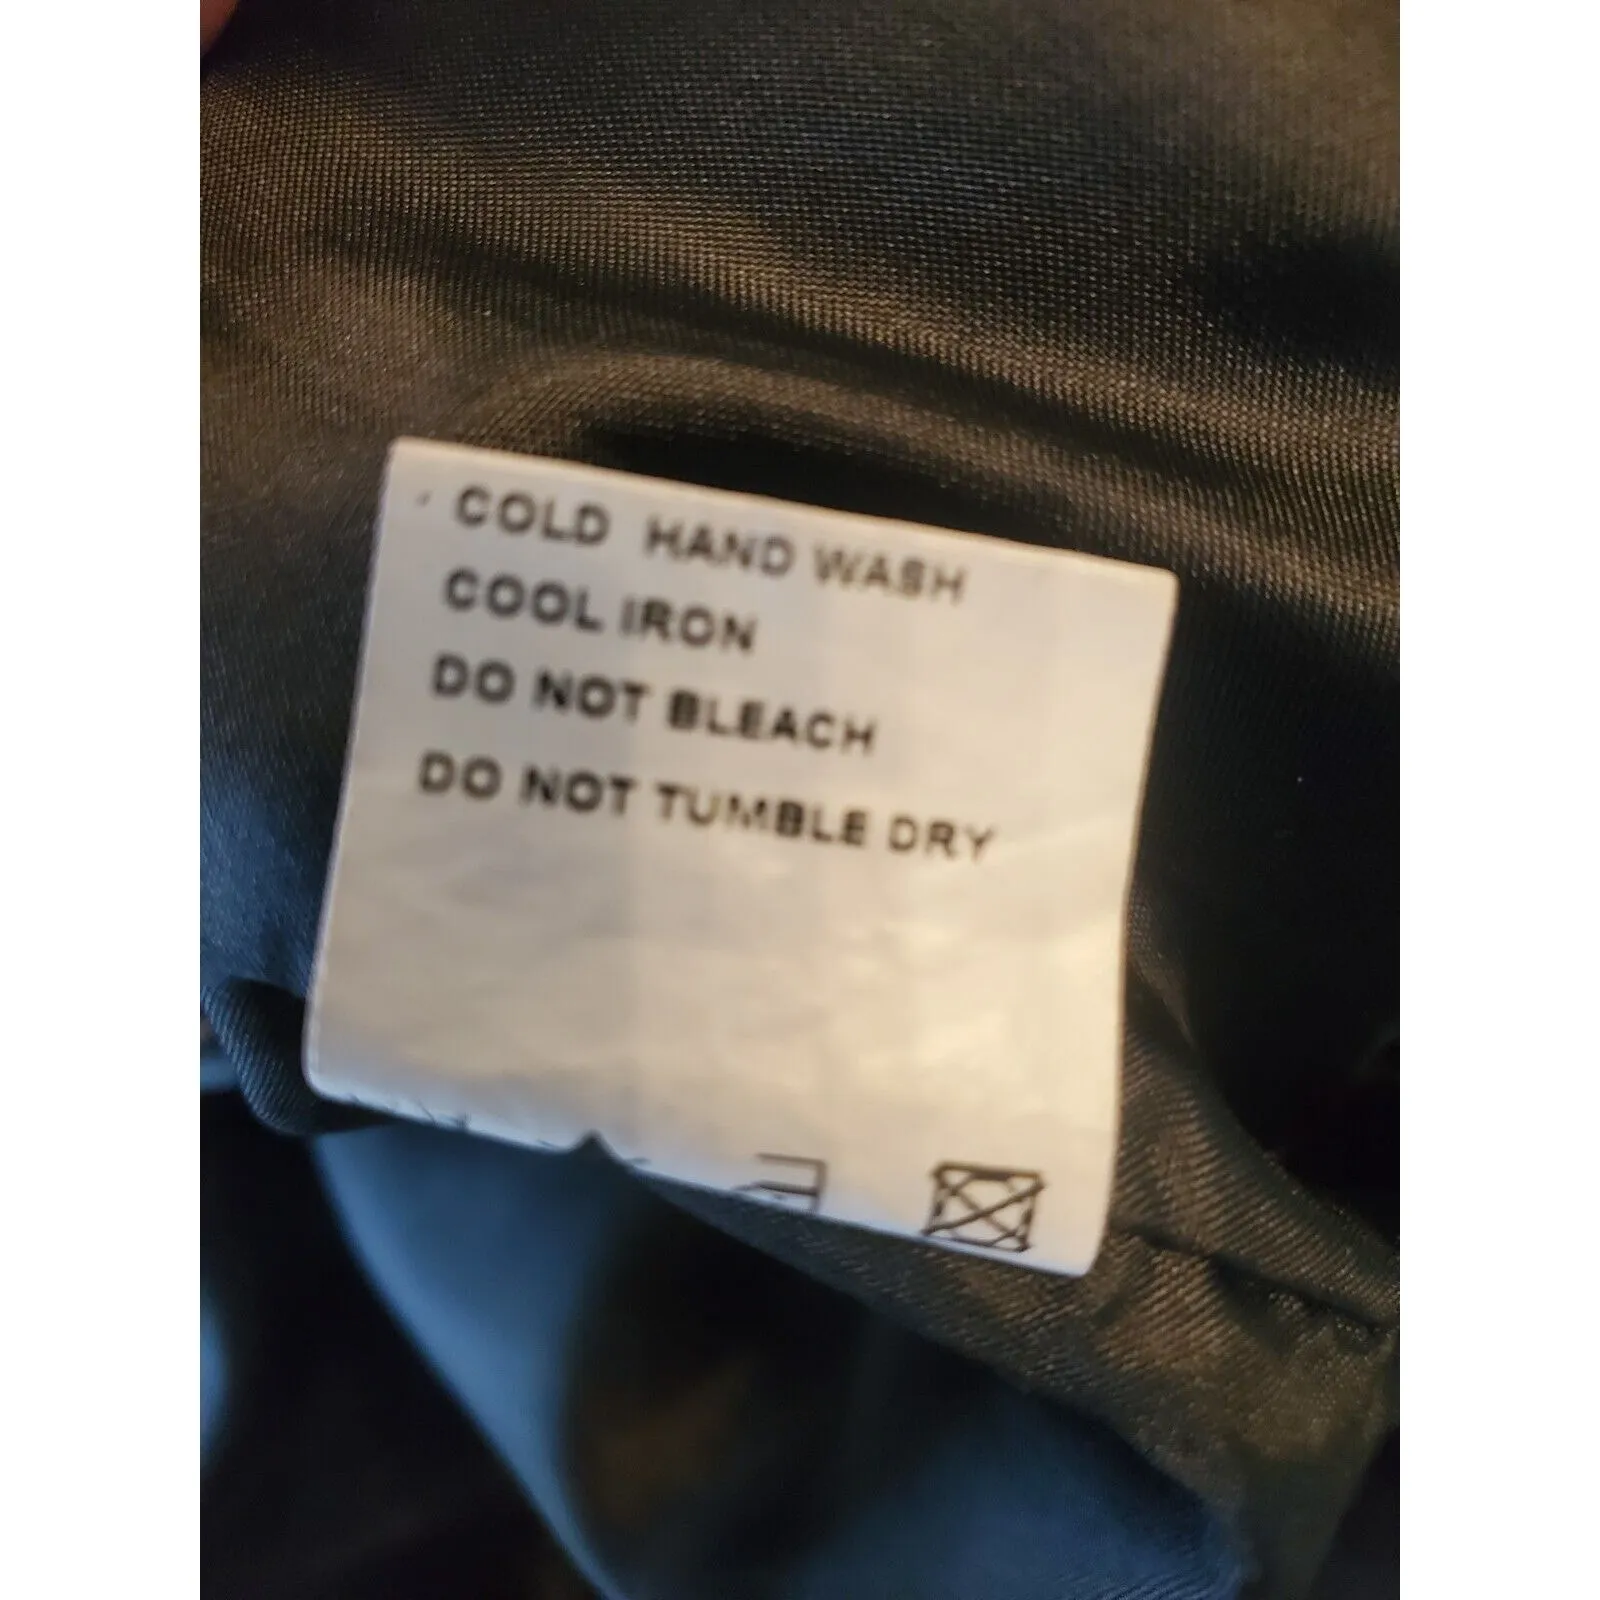 COLD HAND WASH
COOL IRON
DO NOT BLEACH
DO NOT TUMBLE DRY